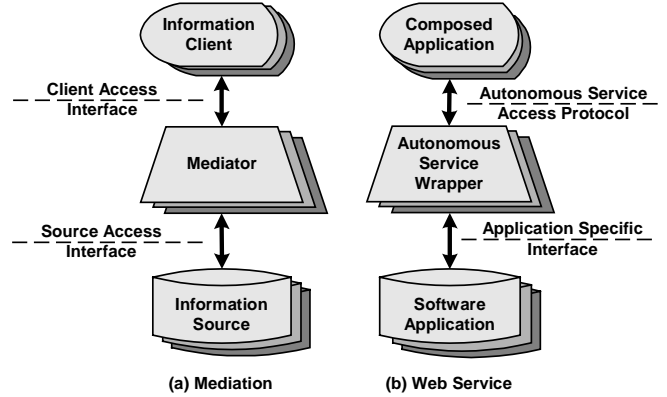 Information
Client
Client Access
Interface
Mediator
Source Access
Interface
Information
Source
(a) Mediation
Composed
Application
Autonomous Service
Access Protocol
Autonomous
Service
Wrapper
Application Specific
Interface
Software
Application
(b) Web Service